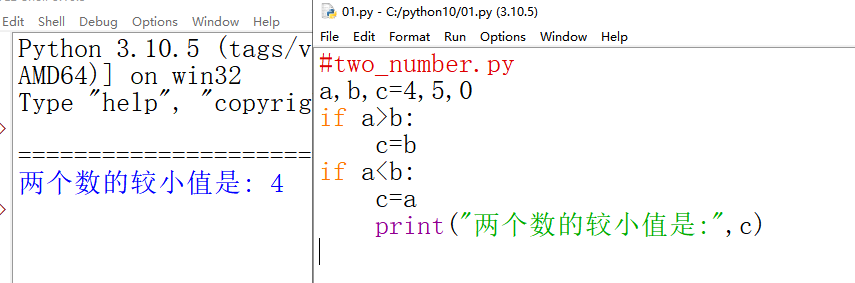 Edit Shell Debug Options Window Help
Python 3.10.5 (tags/v
AMD64)] on win32
Type "help", "copyrig
=====================
两个数的较小值是: 4
01.py - C:/python10/01.py (3.10.5)
File Edit Format Run Options Window Help
#two_number.py
a,b,c=4,5,0
if a>b:
    c=b
if a<b:
    c=a
    print("两个数的较小值是:",c)